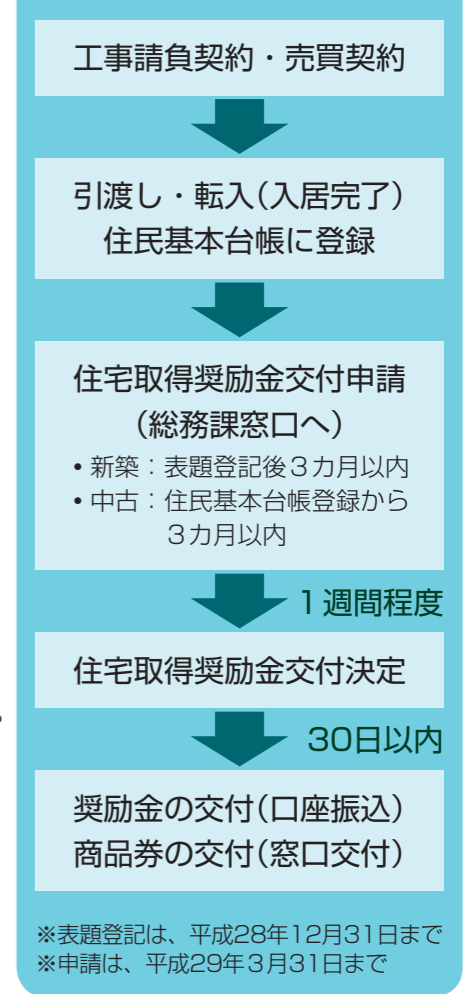 工事請負契約・売買契約
引渡し・転入(入居完了)
住民基本台帳に登録
住宅取得奨励金交付申請
(総務課窓口へ)
•新築：表題登記後３カ月以内
•中古：住民基本台帳登録から
３カ月以内
１週間程度
住宅取得奨励金交付決定
30日以内
奨励金の交付(口座振込)
商品券の交付(窓口交付)
※表題登記は、平成28年12月31日まで
※申請は、平成29年３月31日まで